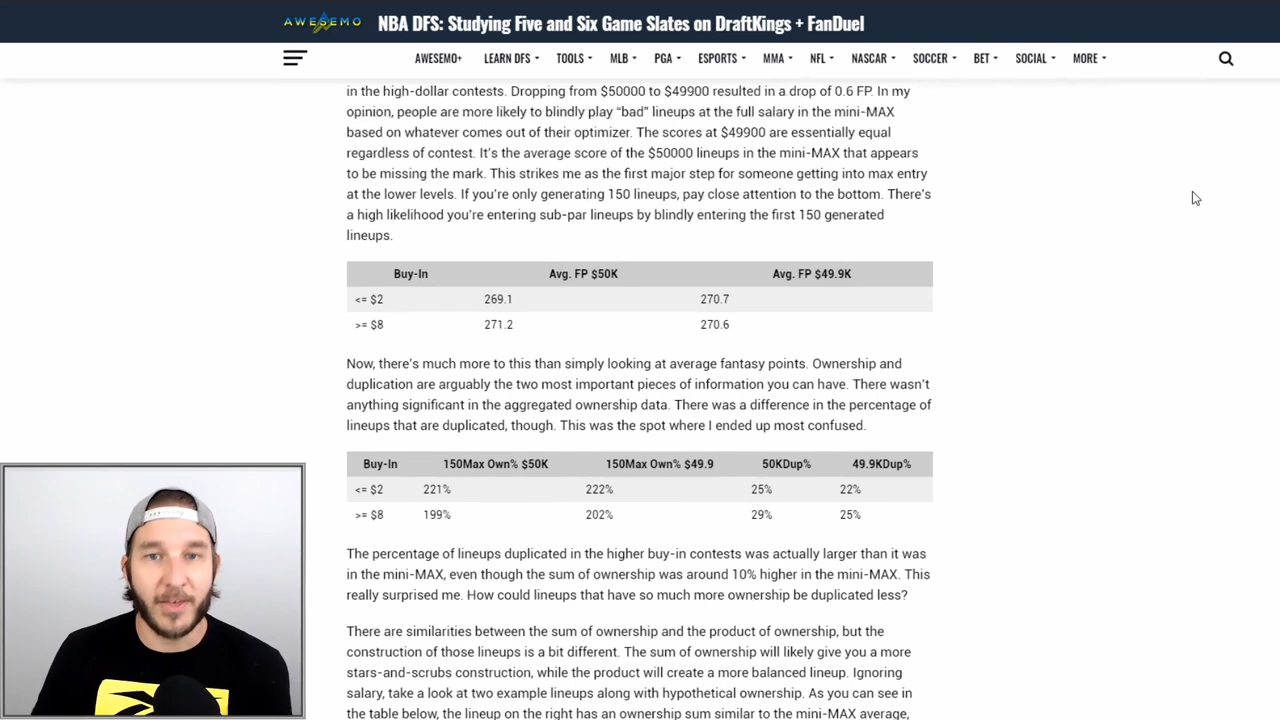 AWESEMO
NBA DFS: Studying Five and Six Game Slates on DraftKings + FanDuel
AWESEMO+ LEARN DFS TOOLS MLB PGA ESPORTS MMA NFL NASCAR SOCCER BET SOCIAL MORE
in the high-dollar contests. Dropping from $50000 to $49900 resulted in a drop of 0.6 FP. In my
opinion, people are more likely to blindly play “bad” lineups at the full salary in the mini-MAX
based on whatever comes out of their optimizer. The scores at $49900 are essentially equal
regardless of contest. It's the average score of the $50000 lineups in the mini-MAX that appears
to be missing the mark. This strikes me as the first major step for someone getting into max entry
at the lower levels. If you're only generating 150 lineups, pay close attention to the bottom. There's
a high likelihood you're entering sub-par lineups by blindly entering the first 150 generated
lineups.
Buy-In Avg. FP $50K Avg. FP $49.9K
<= $2 269.1 270.7
>= $8 271.2 270.6
Now, there's much more to this than simply looking at average fantasy points. Ownership and
duplication are arguably the two most important pieces of information you can have. There wasn't
anything significant in the aggregated ownership data. There was a difference in the percentage of
lineups that are duplicated, though. This was the spot where I ended up most confused.
Buy-In 150Max Own% $50K 150Max Own% $49.9 50KDup% 49.9KDup%
<= $2 221% 222% 25% 22%
>= $8 199% 202% 29% 25%
The percentage of lineups duplicated in the higher buy-in contests was actually larger than it was
in the mini-MAX, even though the sum of ownership was around 10% higher in the mini-MAX. This
really surprised me. How could lineups that have so much more ownership be duplicated less?
There are similarities between the sum of ownership and the product of ownership, but the
construction of those lineups is a bit different. The sum of ownership will likely give you a more
stars-and-scrubs construction, while the product will create a more balanced lineup. Ignoring
salary, take a look at two example lineups along with hypothetical ownership. As you can see in
the table below, the lineup on the right has an ownership sum similar to the mini-MAX average,